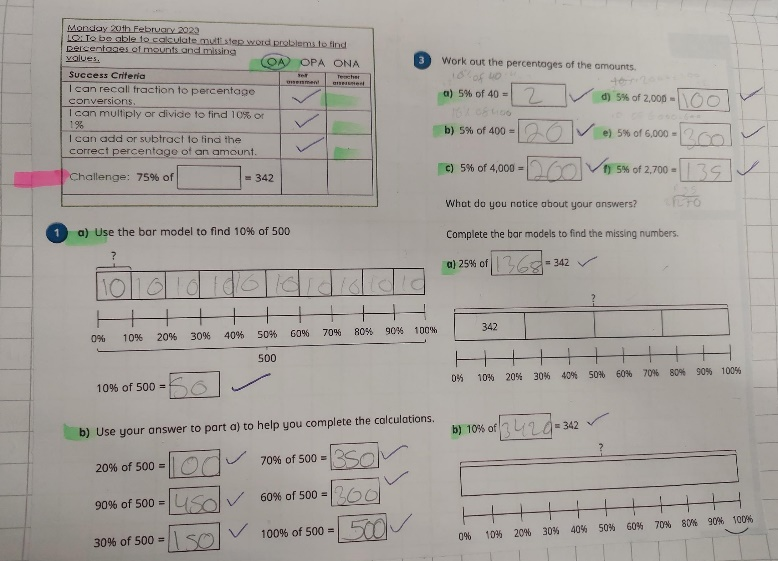 Monday 20th February 2023
LO: To be able to calculate multi step word problems to find
percentages of mounts and missing
values.
OA OPA ONA
Success Criteria
Self assessment
Teacher assessment
I can recall fraction to percentage
conversions.
I can multiply or divide to find 10% or
1%
I can add or subtract to find the
correct percentage of an amount.
Challenge: 75% of = 342
1 a) Use the bar model to find 10% of 500
?
10 10 10 10 10 10 10 10 10 10
0% 10% 20% 30% 40% 50% 60% 70% 80% 90% 100%
500
10% of 500 = 50
b) Use your answer to part a) to help you complete the calculations.
20% of 500 = 100 70% of 500 = 350
90% of 500 = 450 60% of 500 = 300
30% of 500 = 150 100% of 500 = 500
3 Work out the percentages of the amounts.
10% of 40
a) 5% of 40 = 2 d) 5% of 2,000 = 100
b) 5% of 400 = 20 e) 5% of 6,000 = 300
c) 5% of 4,000 = 200 f) 5% of 2,700 = 135
What do you notice about your answers?
Complete the bar models to find the missing numbers.
a) 25% of 1368 = 342
?
342
0% 10% 20% 30% 40% 50% 60% 70% 80% 90% 100%
b) 10% of 3420 = 342
?
0% 10% 20% 30% 40% 50% 60% 70% 80% 90% 100%